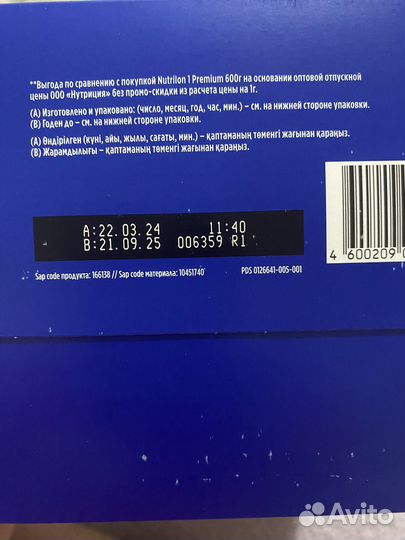 **Выгода по сравнению с покупкой Nutrilon 1 Premium 600г на основании оптовой отпускной
цены ООО «Нутриция» без промо-скидки из расчета цены на 1г.
(А) Изготовлено и упаковано: (число, месяц, год, час, мин.) – см. на нижней стороне упаковки.
(В) Годен до – см. на нижней стороне упаковки.
(А) Өндірілген (күні, айы, жылы, сағаты, мин.) – қаптаманың төменгі жағынан қараңыз.
(В) Жарамдылығы – қаптаманың төменгі жағынан қараңыз.
A:22.03.24 11:40
B:21.09.25 006359 R1
4 600209 0
Sap code продукта: 166138 // Sap code материала: 10451740
PDS 0126641-005-001
Avito